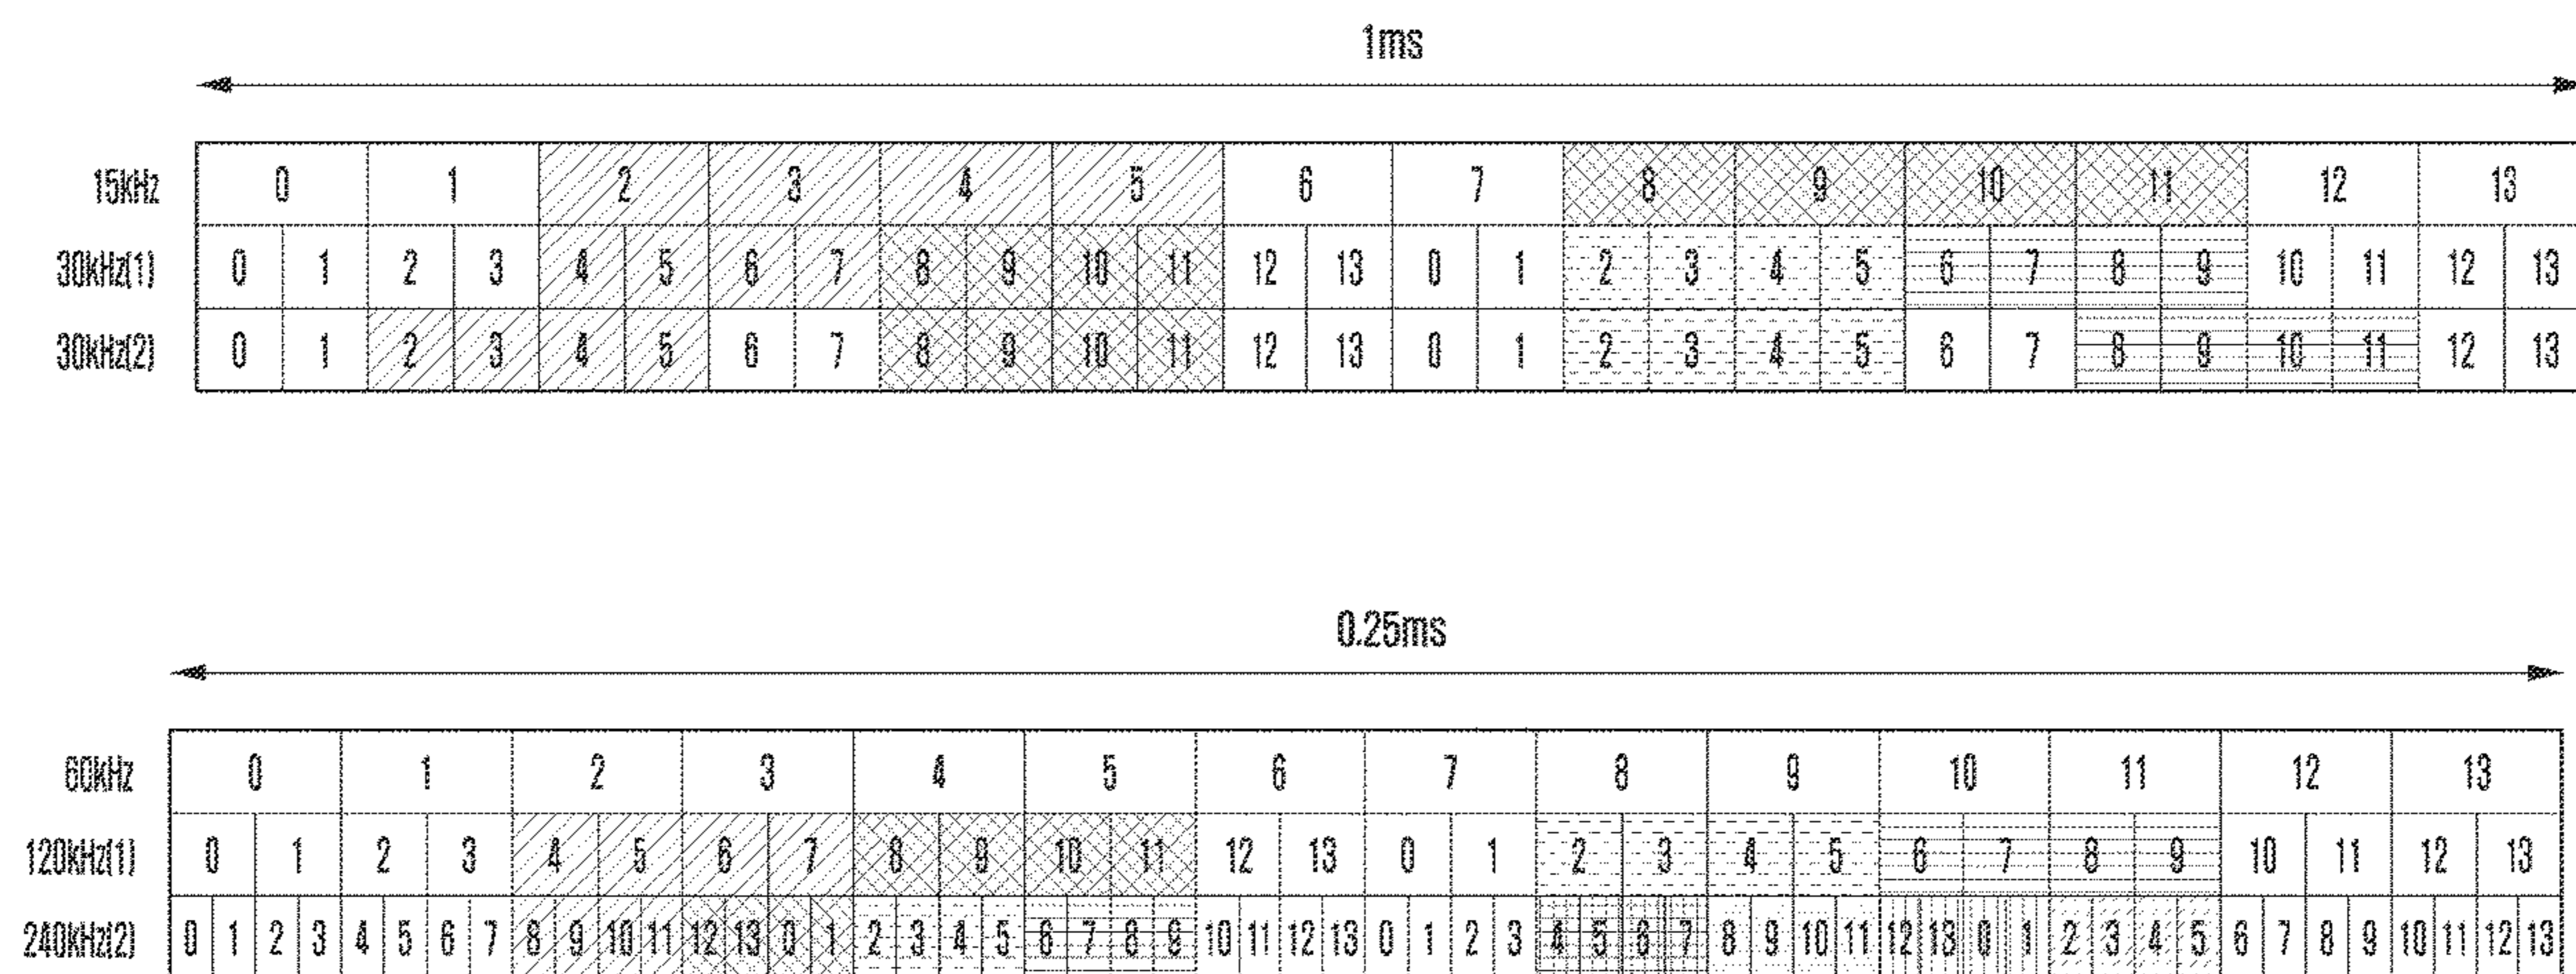 1ms
15kHz 0 1 2 3 4 5 6 7 8 9 10 11 12 13
30kHz(1) 0 1 2 3 4 5 6 7 8 9 10 11 12 13 0 1 2 3 4 5 6 7 8 9 10 11 12 13
30kHz(2) 0 1 2 3 4 5 6 7 8 9 10 11 12 13 0 1 2 3 4 5 6 7 8 9 10 11 12 13
0.25ms
60kHz 0 1 2 3 4 5 6 7 8 9 10 11 12 13
120kHz(1) 0 1 2 3 4 5 6 7 8 9 10 11 12 13 0 1 2 3 4 5 6 7 8 9 10 11 12 13
240kHz(2) 0 1 2 3 4 5 6 7 8 9 10 11 12 13 0 1 2 3 4 5 6 7 8 9 10 11 12 13 0 1 2 3 4 5 6 7 8 9 10 11 12 13 0 1 2 3 4 5 6 7 8 9 10 11 12 13